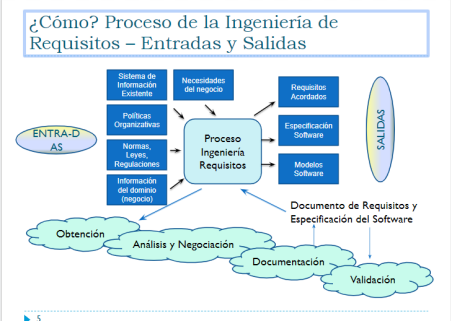 ¿Cómo? Proceso de la Ingeniería de
Requisitos – Entradas y Salidas
Sistema de
Información
Existente
Necesidades
del negocio
Requisitos
Acordados
Políticas
Organizativas
ENTRA-D
AS
Proceso
Ingeniería
Requisitos
Especificación
Software
SALIDAS
Normas,
Leyes,
Regulaciones
Modelos
Software
Información
del dominio
(negocio)
Documento de Requisitos y
Especificación del Software
Obtención
Análisis y Negociación
Documentación
Validación
5